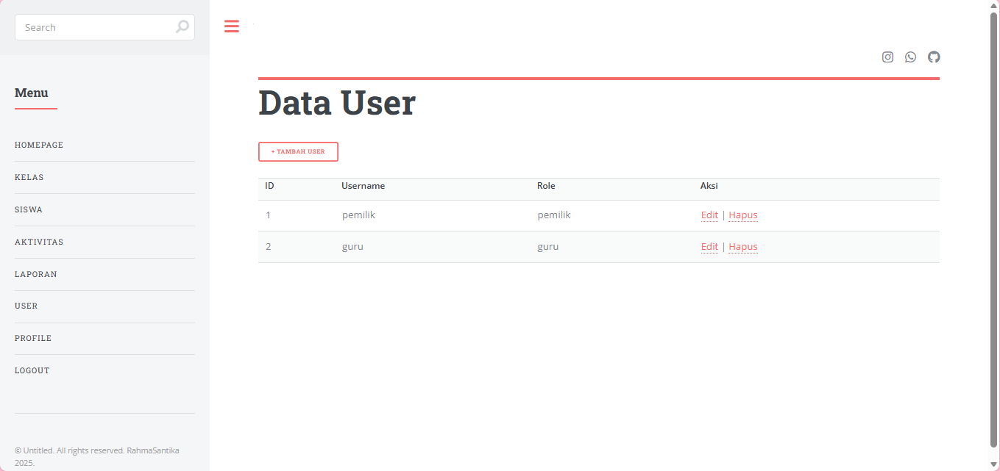 Search
Menu
HOMEPAGE
KELAS
SISWA
AKTIVITAS
LAPORAN
USER
PROFILE
LOGOUT
© Untitled. All rights reserved. RahmaSantika
2025.
Data User
+ TAMBAH USER
ID Username Role Aksi
1 pemilik pemilik Edit | Hapus
2 guru guru Edit | Hapus